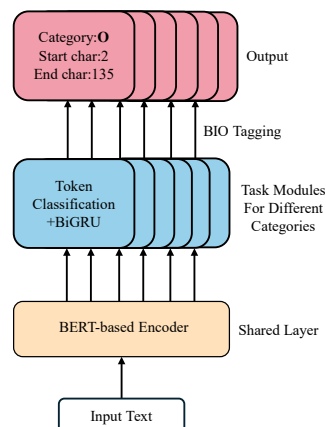 Category:O
Start char:2
End char:135
Output
BIO Tagging
Token
Classification
+BiGRU
Task Modules
For Different
Categories
BERT-based Encoder
Shared Layer
Input Text